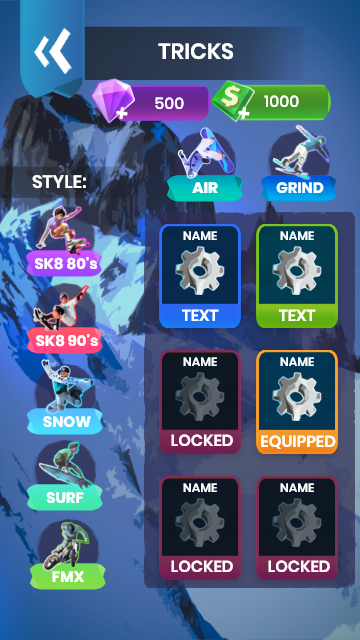 TRICKS
500
1000
AIR
GRIND
STYLE:
SK8 80's
SK8 90's
SNOW
SURF
FMX
NAME
TEXT
NAME
TEXT
NAME
LOCKED
NAME
EQUIPPED
NAME
LOCKED
NAME
LOCKED